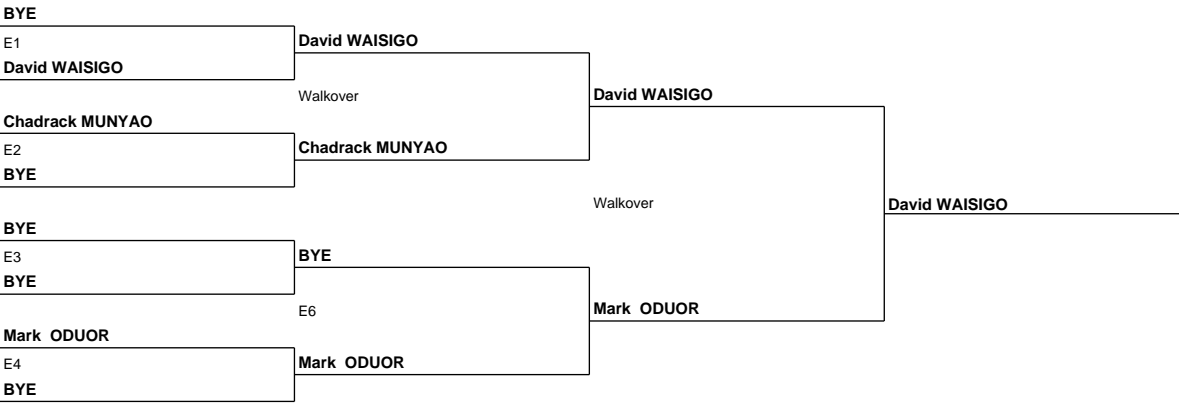 BYE
E1
David WAISIGO
David WAISIGO
Walkover
David WAISIGO
Chadrack MUNYAO
E2
Chadrack MUNYAO
BYE
Walkover
David WAISIGO
BYE
E3
BYE
BYE
E6
Mark ODUOR
Mark ODUOR
E4
Mark ODUOR
BYE